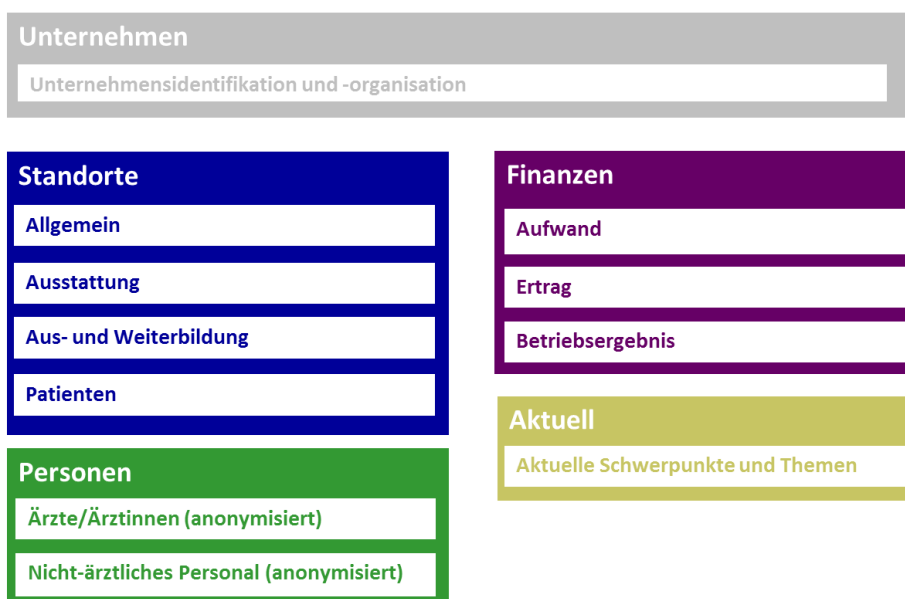 Unternehmen
Unternehmensidentifikation und -organisation
Standorte
Allgemein
Ausstattung
Aus- und Weiterbildung
Patienten
Personen
Ärzte/Ärztinnen (anonymisiert)
Nicht-ärztliches Personal (anonymisiert)
Finanzen
Aufwand
Ertrag
Betriebsergebnis
Aktuell
Aktuelle Schwerpunkte und Themen